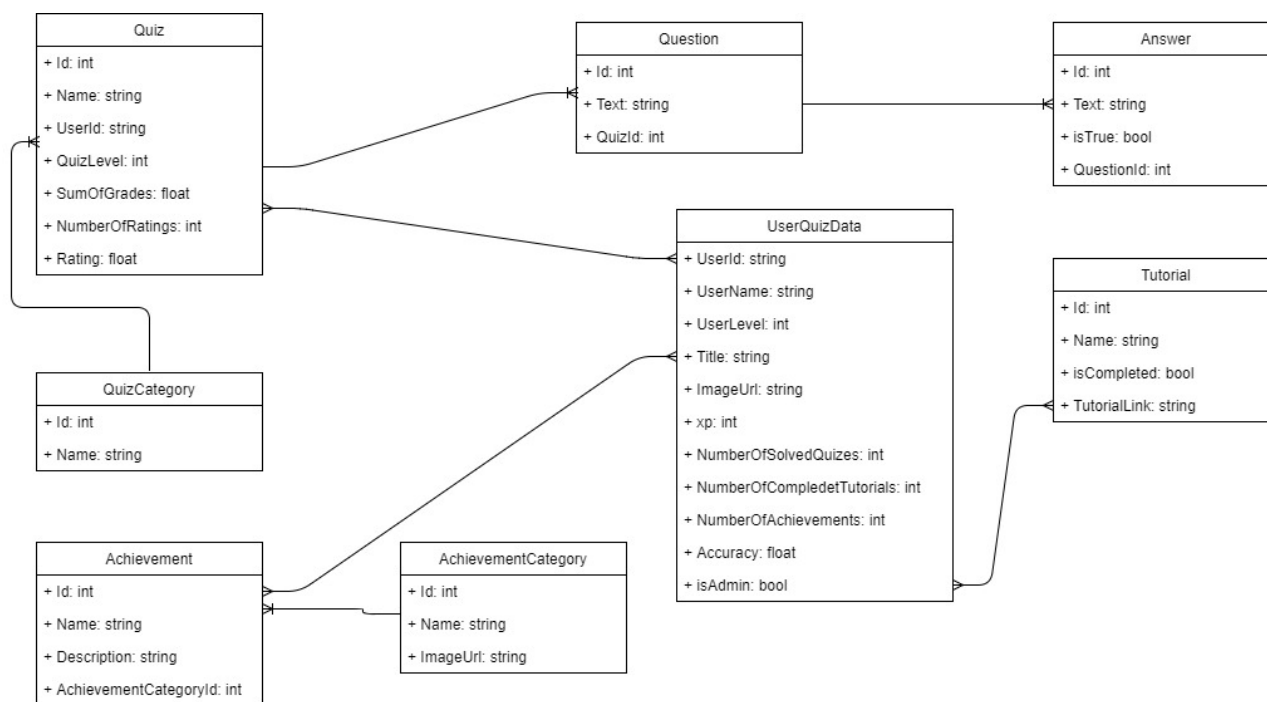 Quiz
+ Id: int
+ Name: string
+ UserId: string
+ QuizLevel: int
+ SumOfGrades: float
+ NumberOfRatings: int
+ Rating: float
Question
+ Id: int
+ Text: string
+ QuizId: int
Answer
+ Id: int
+ Text: string
+ isTrue: bool
+ QuestionId: int
UserQuizData
+ UserId: string
+ UserName: string
+ UserLevel: int
+ Title: string
+ ImageUrl: string
+ xp: int
+ NumberOfSolvedQuizes: int
+ NumberOfCompledetTutorials: int
+ NumberOfAchievements: int
+ Accuracy: float
+ isAdmin: bool
Tutorial
+ Id: int
+ Name: string
+ isCompleted: bool
+ TutorialLink: string
QuizCategory
+ Id: int
+ Name: string
Achievement
+ Id: int
+ Name: string
+ Description: string
+ AchievementCategoryId: int
AchievementCategory
+ Id: int
+ Name: string
+ ImageUrl: string